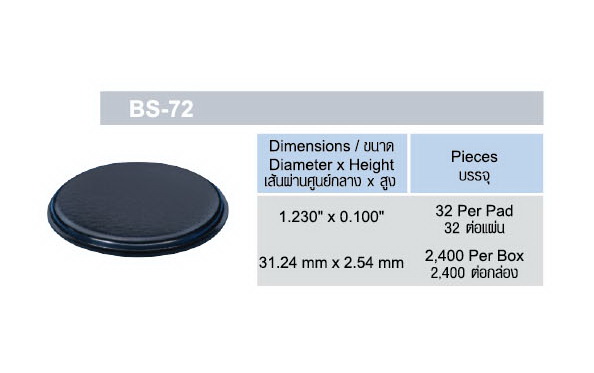 BS-72
Dimensions / ขนาด
Diameter x Height
เส้นผ่านศูนย์กลาง x สูง
Pieces
บรรจุ
1.230" x 0.100"
32 Per Pad
32 ต่อแผ่น
31.24 mm x 2.54 mm
2,400 Per Box
2,400 ต่อกล่อง